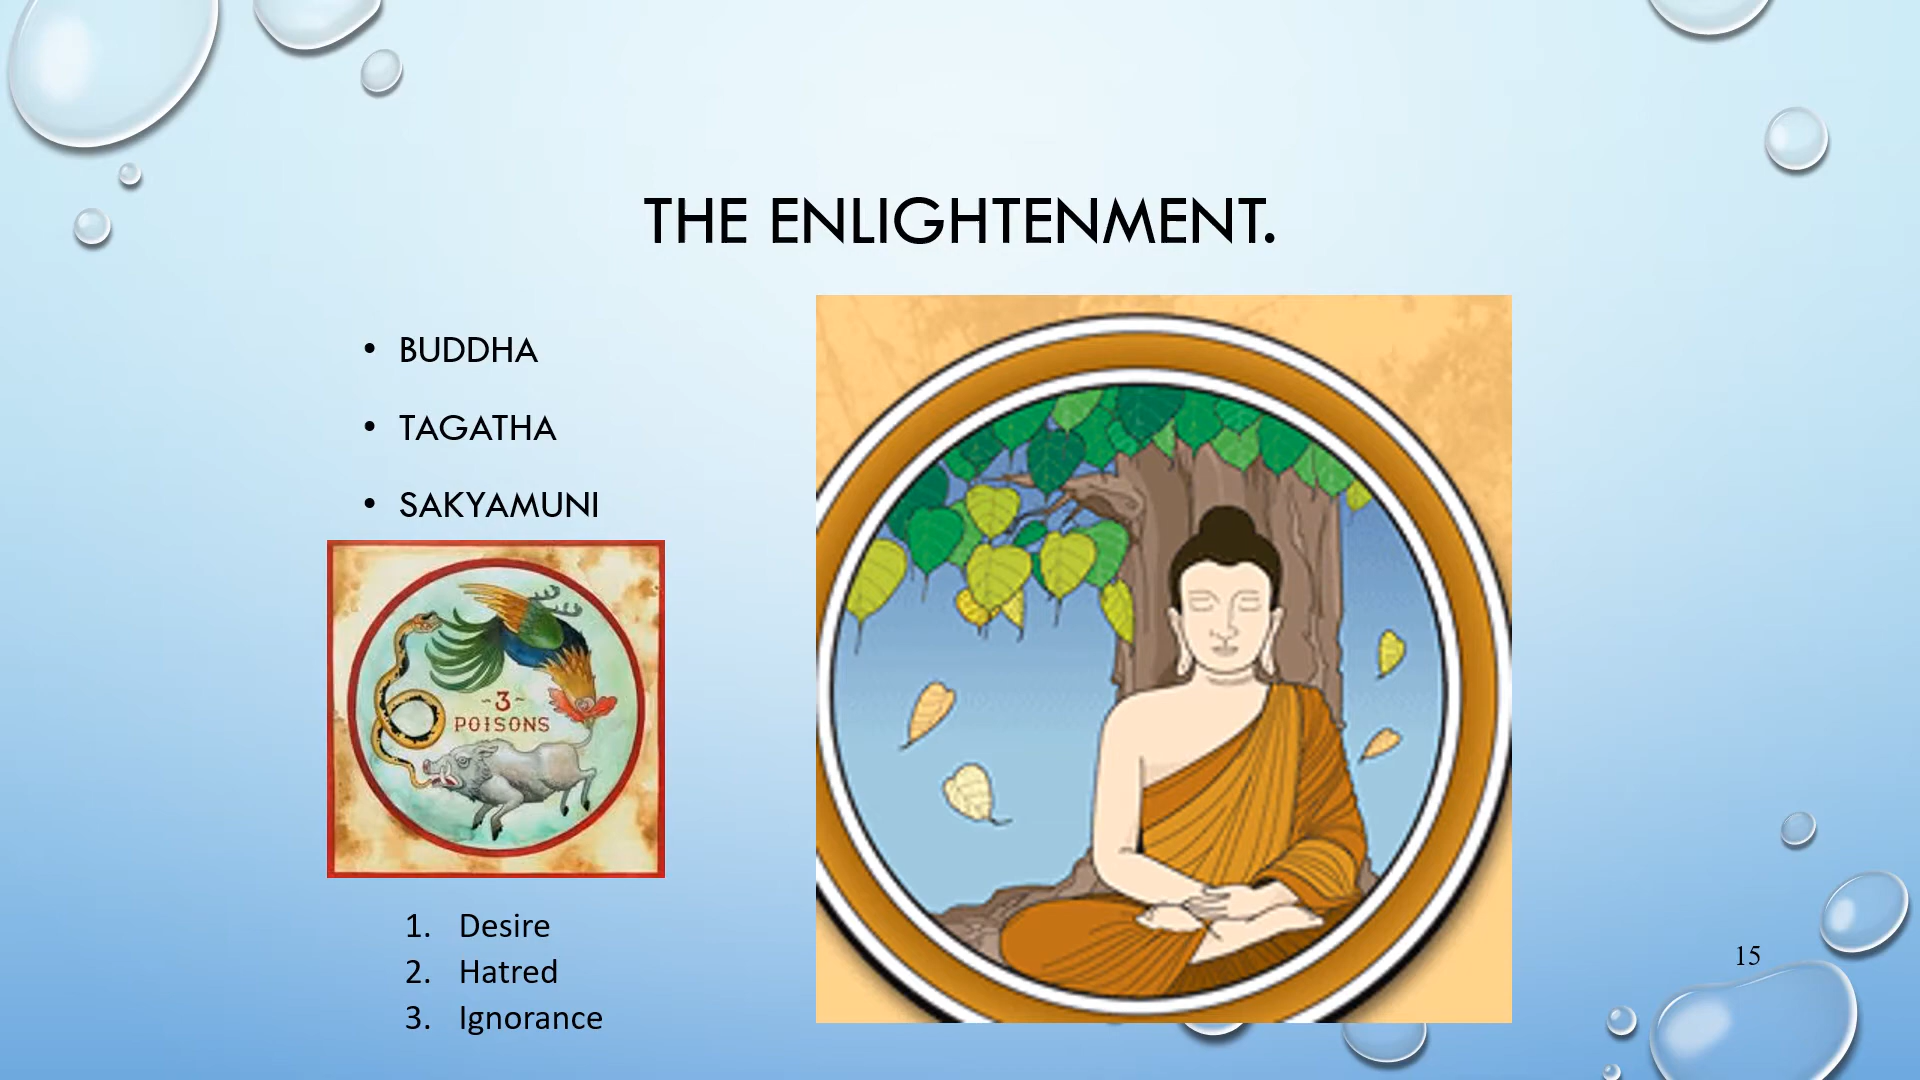 THE ENLIGHTENMENT.
• BUDDHA
• TAGATHA
• SAKYAMUNI
~3~
POISONS
1. Desire
2. Hatred
3. Ignorance
15